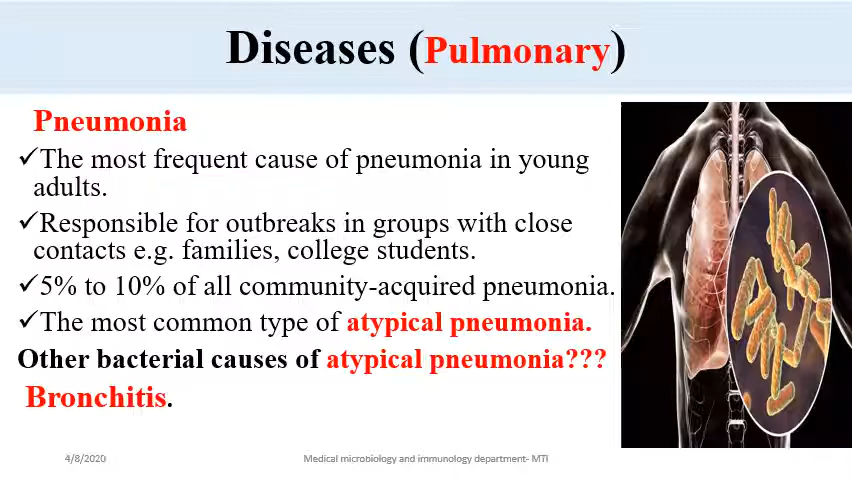 Diseases (Pulmonary)
Pneumonia
✓The most frequent cause of pneumonia in young
adults.
✓Responsible for outbreaks in groups with close
contacts e.g. families, college students.
✓5% to 10% of all community-acquired pneumonia.
✓The most common type of atypical pneumonia.
Other bacterial causes of atypical pneumonia???
Bronchitis.
4/8/2020 Medical microbiology and immunology department- MTI